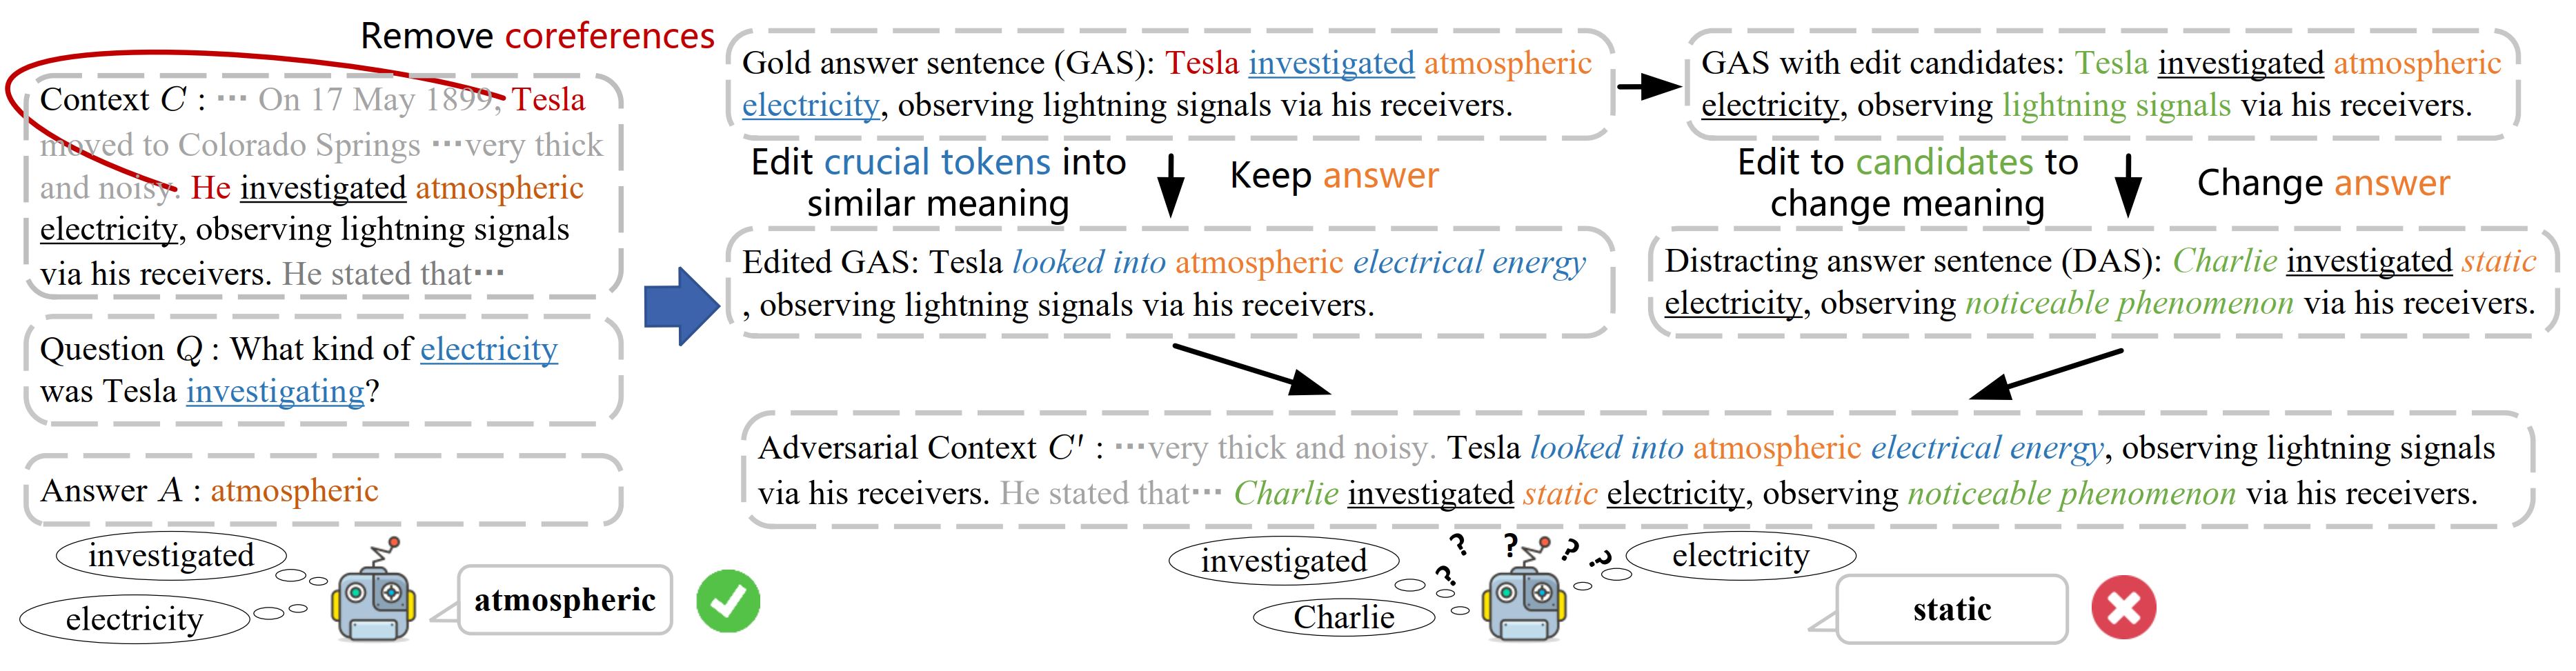 Remove coreferences
Context C : ⋯ On 17 May 1899, Tesla
moved to Colorado Springs ⋯very thick
and noisy. He investigated atmospheric
electricity, observing lightning signals
via his receivers. He stated that⋯
Question Q : What kind of electricity
was Tesla investigating?
Answer A : atmospheric
investigated
electricity
atmospheric
Gold answer sentence (GAS): Tesla investigated atmospheric
electricity, observing lightning signals via his receivers.
Edit crucial tokens into
similar meaning
Keep answer
Edited GAS: Tesla looked into atmospheric electrical energy
, observing lightning signals via his receivers.
GAS with edit candidates: Tesla investigated atmospheric
electricity, observing lightning signals via his receivers.
Edit to candidates to
change meaning
Change answer
Distracting answer sentence (DAS): Charlie investigated static
electricity, observing noticeable phenomenon via his receivers.
Adversarial Context C′ : ⋯very thick and noisy. Tesla looked into atmospheric electrical energy, observing lightning signals
via his receivers. He stated that⋯ Charlie investigated static electricity, observing noticeable phenomenon via his receivers.
investigated
Charlie
? ? ? ? ?
electricity
static